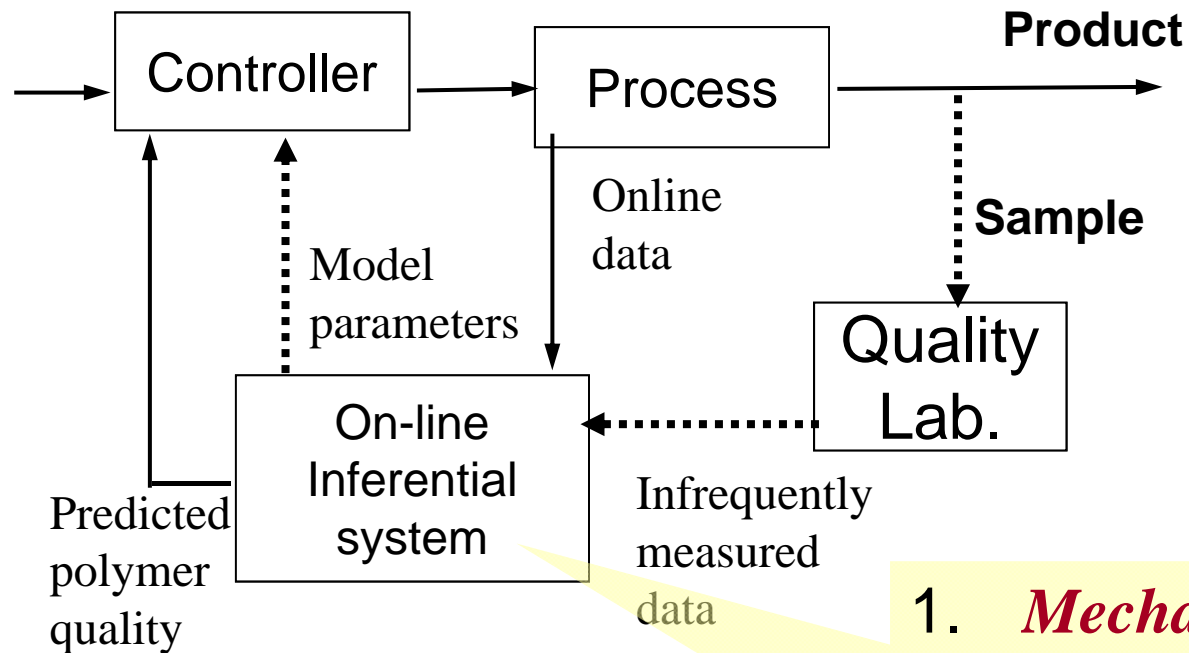 Product
Controller
Process
Online
data
Sample
Model
parameters
Quality
Lab.
On-line
Inferential
system
Infrequently
measured
data
Predicted
polymer
quality
1.